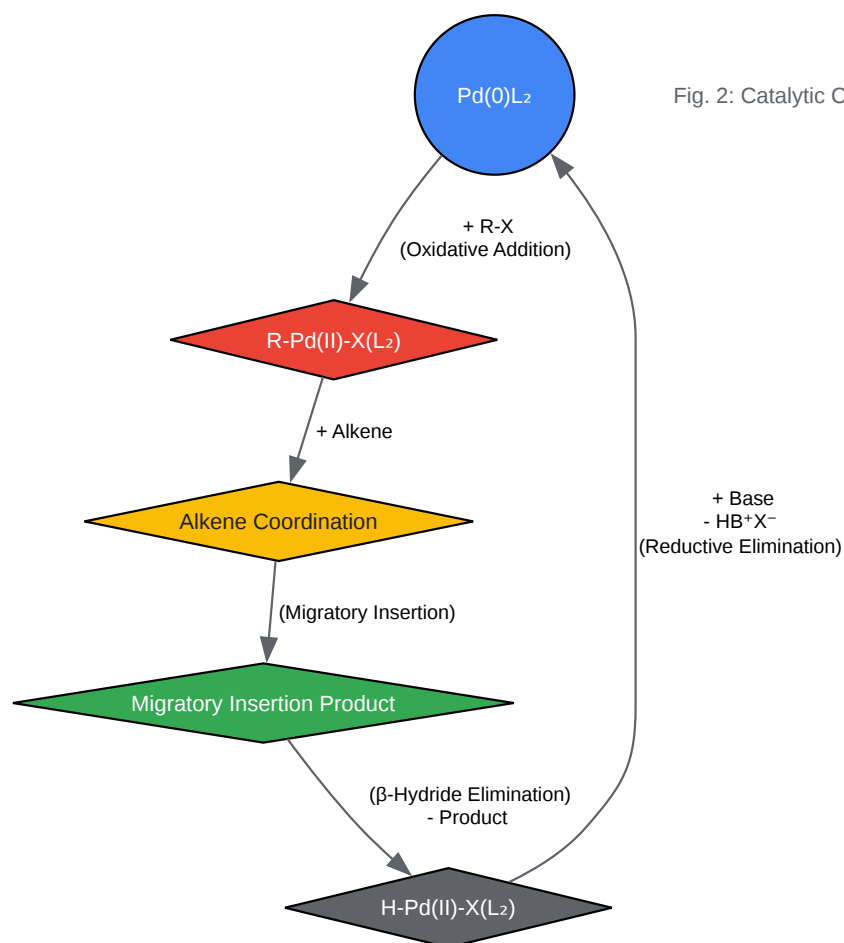 Pd(0)L₂
Fig. 2: Catalytic C
+ R-X
(Oxidative Addition)
R-Pd(II)-X(L₂)
+ Alkene
Alkene Coordination
+ Base
- HB⁺X⁻
(Reductive Elimination)
(Migratory Insertion)
Migratory Insertion Product
(β-Hydride Elimination)
- Product
H-Pd(II)-X(L₂)